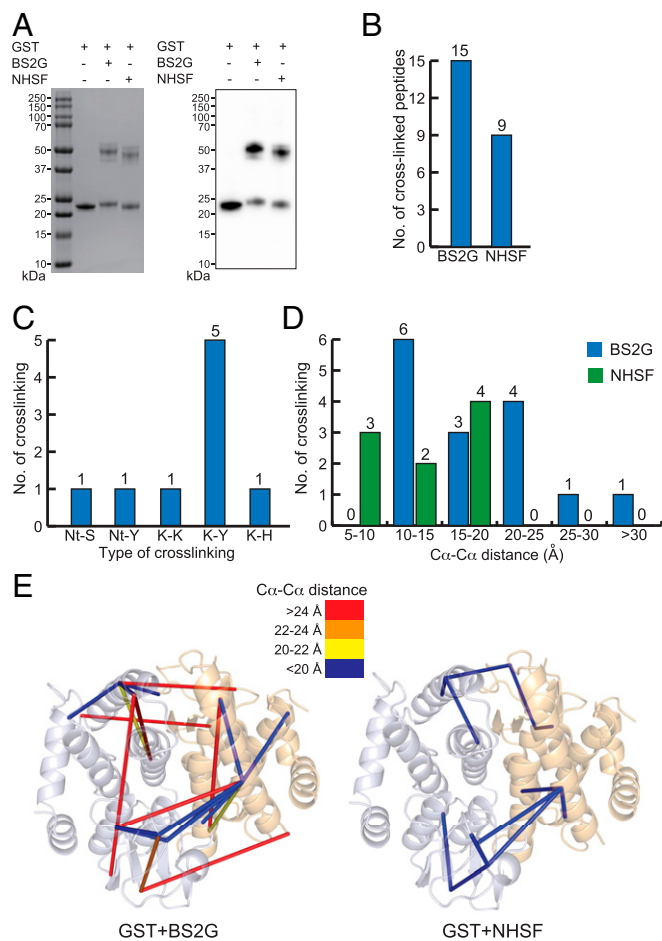 A
GST + + +
BS2G - + -
NHSF - - +
250
150
100
70
50
37
25
20
15
10
kDa
GST + + +
BS2G - + -
NHSF - - +
250
150
100
70
50
37
25
20
15
10
kDa
B
No. of cross-linked peptides
15
12
9
6
3
0
15
9
BS2G NHSF
C
No. of crosslinking
5
4
3
2
1
0
1 1 1 5 1
Nt-S Nt-Y K-K K-Y K-H
Type of crosslinking
D
No. of crosslinking
6
5
4
3
2
1
0
0 3 6 2 3 4 4 0 1 0 1 0
5-10 10-15 15-20 20-25 25-30 >30
Cα-Cα distance (Å)
BS2G
NHSF
E
Cα-Cα distance
>24 Å
22-24 Å
20-22 Å
<20 Å
GST+BS2G
GST+NHSF